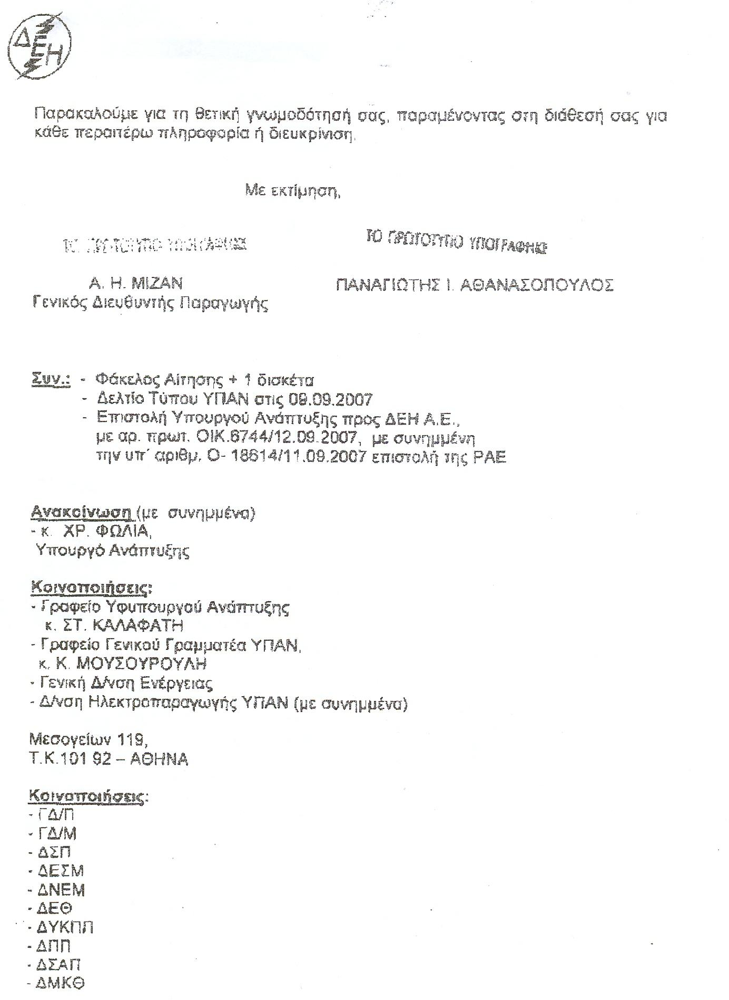 ΔΕΗ
Παρακαλούμε για τη θετική γνωμοδότησή σας, παραμένοντας στη διάθεσή σας για
κάθε περαιτέρω πληροφορία ή διευκρίνιση.
Με εκτίμηση,
ΤΟ ΠΡΩΤΟΤΥΠΟ ΥΠΟΓΡΑΦΗΚΕ
Α. Η. ΜΙΖΑΝ
ΠΑΝΑΓΙΩΤΗΣ Ι. ΑΘΑΝΑΣΟΠΟΥΛΟΣ
Γενικός Διευθυντής Παραγωγής
Συν.: - Φάκελος Αίτησης + 1 δισκέτα
- Δελτίο Τύπου ΥΠΑΝ στις 09.09.2007
- Επιστολή Υπουργού Ανάπτυξης προς ΔΕΗ Α.Ε.,
με αρ. πρωτ. ΟΙΚ.6744/12.09.2007, με συνημμένη
την υπ΄ αριθμ. Ο- 18614/11.09.2007 επιστολή της ΡΑΕ
Ανακοίνωση (με συνημμένα)
- κ. ΧΡ. ΦΩΛΙΑ,
Υπουργό Ανάπτυξης
Κοινοποιήσεις:
- Γραφείο Υφυπουργού Ανάπτυξης
κ. ΣΤ. ΚΑΛΑΦΑΤΗ
- Γραφείο Γενικού Γραμματέα ΥΠΑΝ,
κ. Κ. ΜΟΥΣΟΥΡΟΥΛΗ
- Γενική Δ/νση Ενέργειας
- Δ/νση Ηλεκτροπαραγωγής ΥΠΑΝ (με συνημμένα)
Μεσογείων 119,
Τ.Κ.101 92 – ΑΘΗΝΑ
Κοινοποιήσεις:
- ΓΔ/Π
- ΓΔ/Μ
- ΔΣΠ
- ΔΕΣΜ
- ΔΝΕΜ
- ΔΕΘ
- ΔΥΚΠΠ
- ΔΠΠ
- ΔΣΑΠ
- ΔΜΚΘ